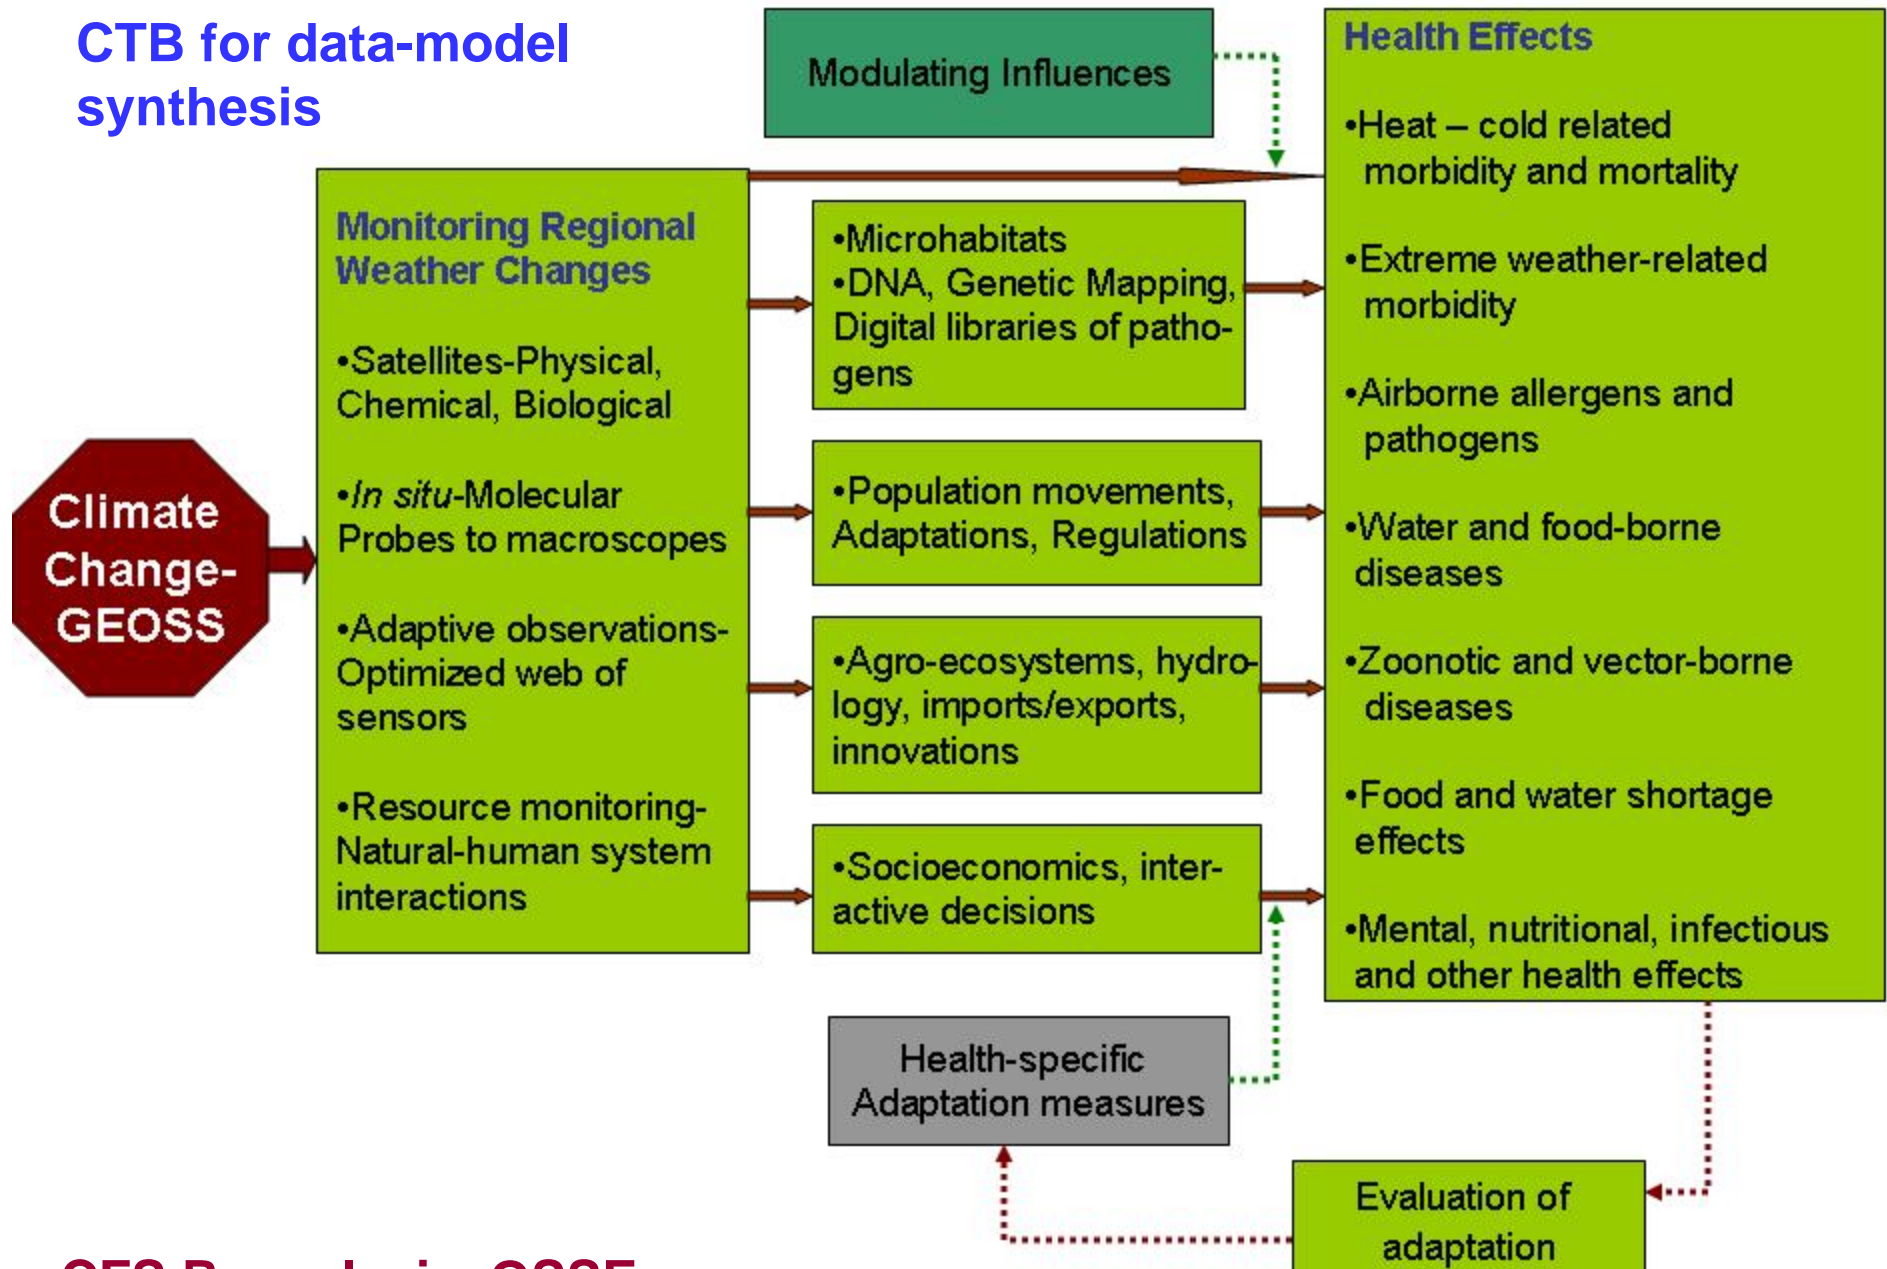 CTB for data-model
synthesis
Modulating Influences
Climate
Change-
GEOSS
Monitoring Regional
Weather Changes
•Satellites-Physical,
Chemical, Biological
•In situ-Molecular
Probes to macroscopes
•Adaptive observations-
Optimized web of
sensors
•Resource monitoring-
Natural-human system
interactions
•Microhabitats
•DNA, Genetic Mapping,
Digital libraries of patho-
gens
•Population movements,
Adaptations, Regulations
•Agro-ecosystems, hydro-
logy, imports/exports,
innovations
•Socioeconomics, inter-
active decisions
Health Effects
•Heat – cold related
morbidity and mortality
•Extreme weather-related
morbidity
•Airborne allergens and
pathogens
•Water and food-borne
diseases
•Zoonotic and vector-borne
diseases
•Food and water shortage
effects
•Mental, nutritional, infectious
and other health effects
Health-specific
Adaptation measures
Evaluation of
adaptation